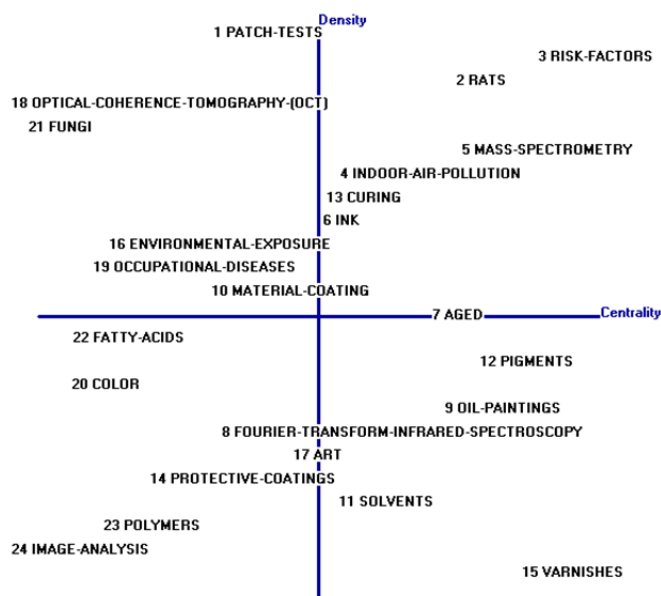 Density
1 PATCH-TESTS
3 RISK-FACTORS
2 RATS
18 OPTICAL-COHERENCE-TOMOGRAPHY-(OCT)
21 FUNGI
5 MASS-SPECTROMETRY
4 INDOOR-AIR-POLLUTION
13 CURING
6 INK
16 ENVIRONMENTAL-EXPOSURE
19 OCCUPATIONAL-DISEASES
10 MATERIAL-COATING
7 AGED
Centrality
22 FATTY-ACIDS
12 PIGMENTS
20 COLOR
9 OIL-PAINTINGS
8 FOURIER-TRANSFORM-INFRARED-SPECTROSCOPY
17 ART
14 PROTECTIVE-COATINGS
11 SOLVENTS
23 POLYMERS
24 IMAGE-ANALYSIS
15 VARNISHES